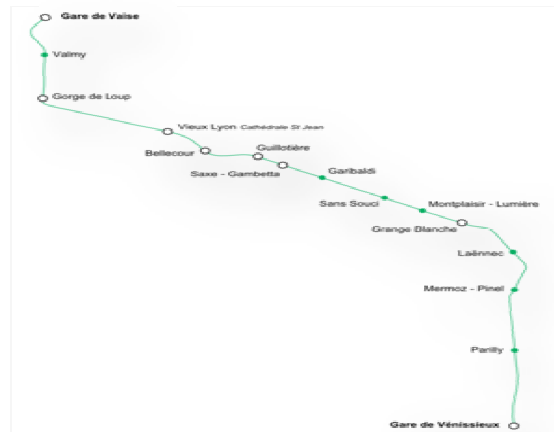 Gare de Vaise
Valmy
Gorge de Loup
Vieux Lyon Cathédrale St Jean
Bellecour
Guillotière
Saxe - Gambetta
Garibaldi
Sans Souci
Montplaisir - Lumière
Grange Blanche
Laënnec
Mermoz - Pinel
Parilly
Gare de Vénissieux